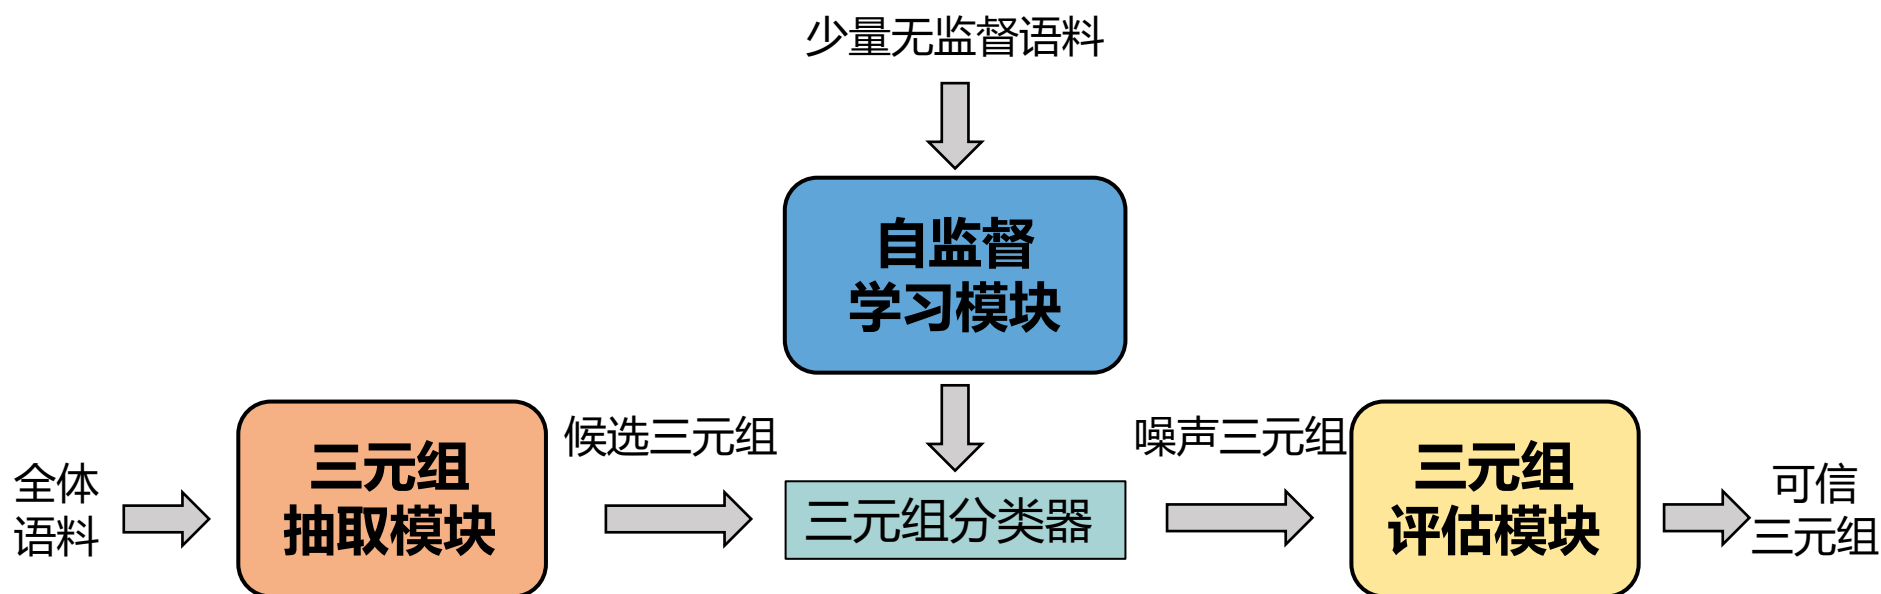 少量无监督语料
自监督
学习模块
全体
语料
三元组
抽取模块
候选三元组
三元组分类器
噪声三元组
三元组
评估模块
可信
三元组